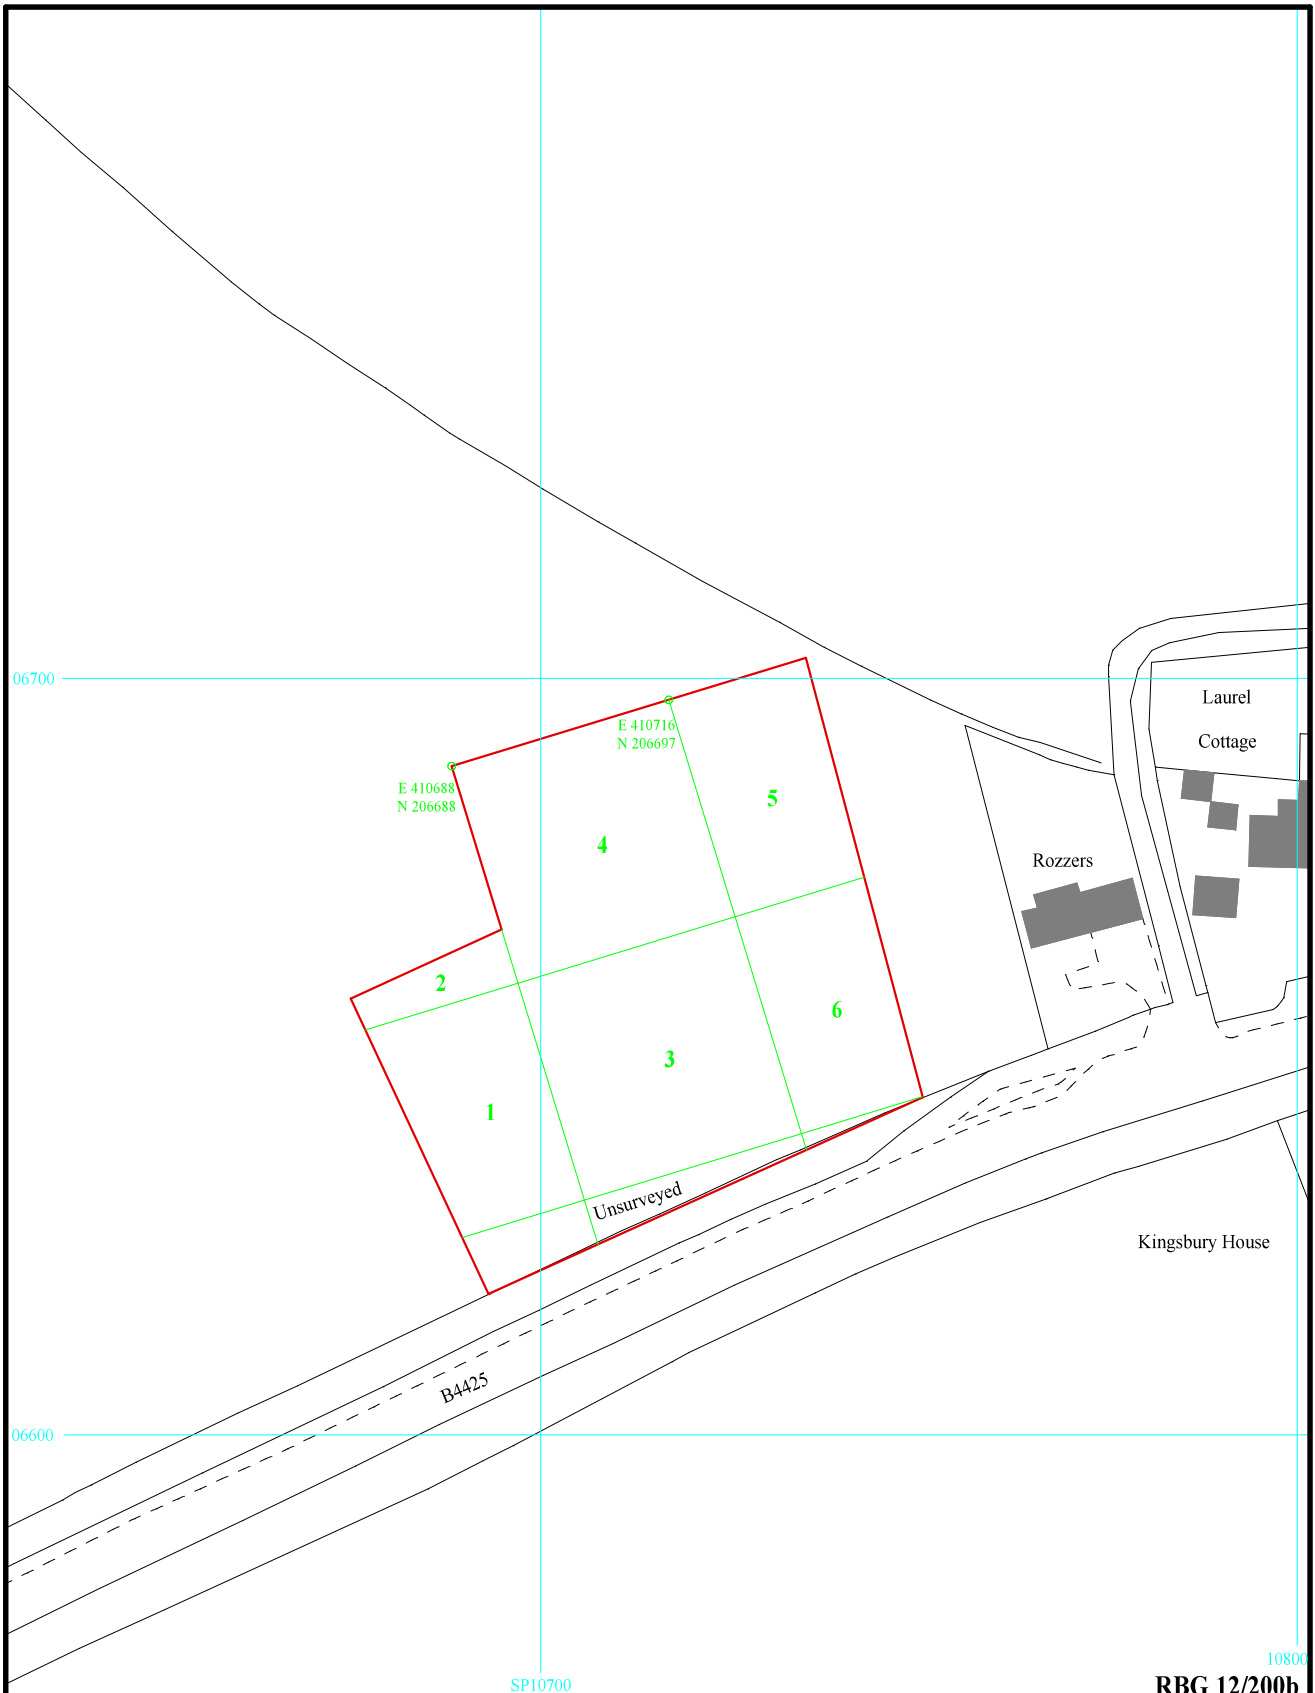 06700
Laurel
E 410716
N 206697
Cottage
E 410688
N 206688
5
4
Rozzers
2
6
3
1
Unsurveyed
Kingsbury House
B4425
06600
10800
SP10700
RBG 12/200b